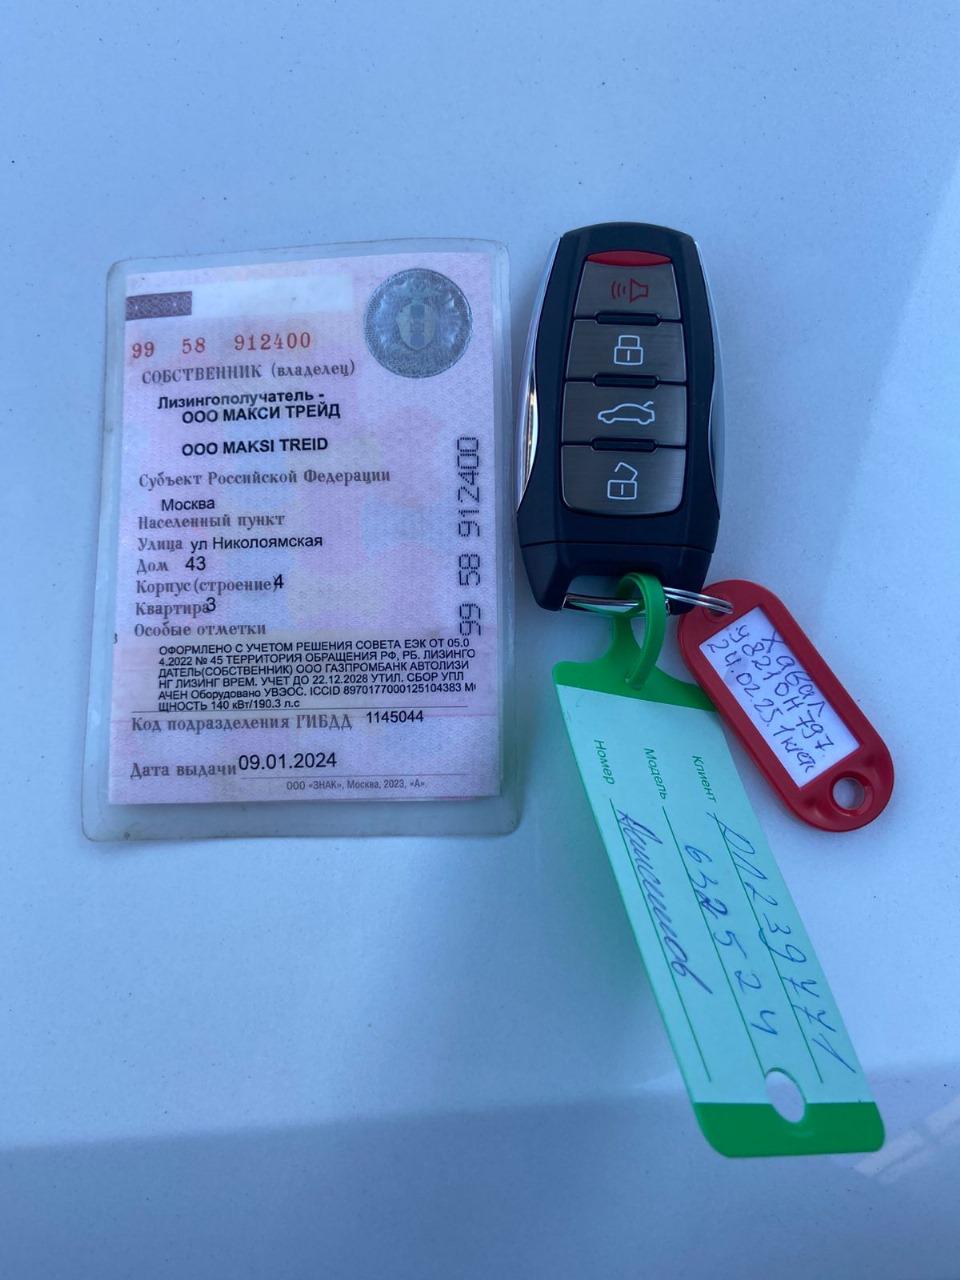 99 58 912400
СОБСТВЕННИК (владелец)
Лизингополучатель -
ООО МАКСИ ТРЕЙД
ООО MAKSI TREID
Субъект Российской Федерации
Москва
Населенный пункт
Улица ул Николоямская
Дом 43
Корпус(строение)4
Квартира3
Особые отметки
ОФОРМЛЕНО С УЧЕТОМ РЕШЕНИЯ СОВЕТА ЕЭК ОТ 05.0
4.2022 № 45 ТЕРРИТОРИЯ ОБРАЩЕНИЯ РФ, РБ. ЛИЗИНГО
ДАТЕЛЬ(СОБСТВЕННИК) ООО ГАЗПРОМБАНК АВТОЛИЗИ
НГ ЛИЗИНГ ВРЕМ. УЧЕТ ДО 22.12.2028 УТИЛ. СБОР УПЛ
АЧЕН Оборудовано УВЭОС. ICCID 8970177000125104383 М
ЩНОСТЬ 140 кВт/190.3 л.с
Код подразделения ГИБДД 1145044
Дата выдачи 09.01.2024
ООО «ЗНАК», Москва, 2023, «А».
99 58 912400
Хавал
у821он797
24.02.25. 1ключ
Клиент
Модель 632524
Номер